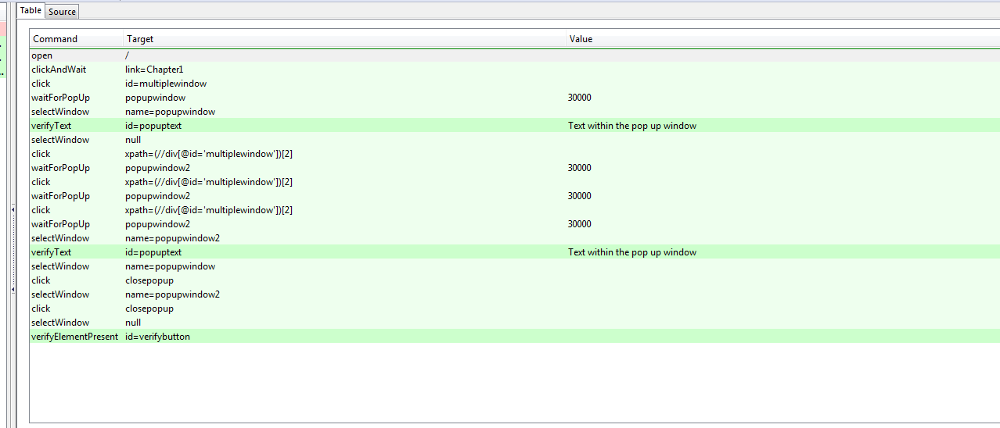 Table Source
Command Target Value
open /
clickAndWait link=Chapter1
click id=multiplewindow
waitForPopUp popupwindow 30000
selectWindow name=popupwindow
verifyText id=popuptext Text within the pop up window
selectWindow null
click xpath=(//div[@id='multiplewindow'])[2]
waitForPopUp popupwindow2 30000
click xpath=(//div[@id='multiplewindow'])[2]
waitForPopUp popupwindow2 30000
click xpath=(//div[@id='multiplewindow'])[2]
waitForPopUp popupwindow2 30000
selectWindow name=popupwindow2
verifyText id=popuptext Text within the pop up window
selectWindow name=popupwindow
click closepopup
selectWindow name=popupwindow2
click closepopup
selectWindow null
verifyElementPresent id=verifybutton